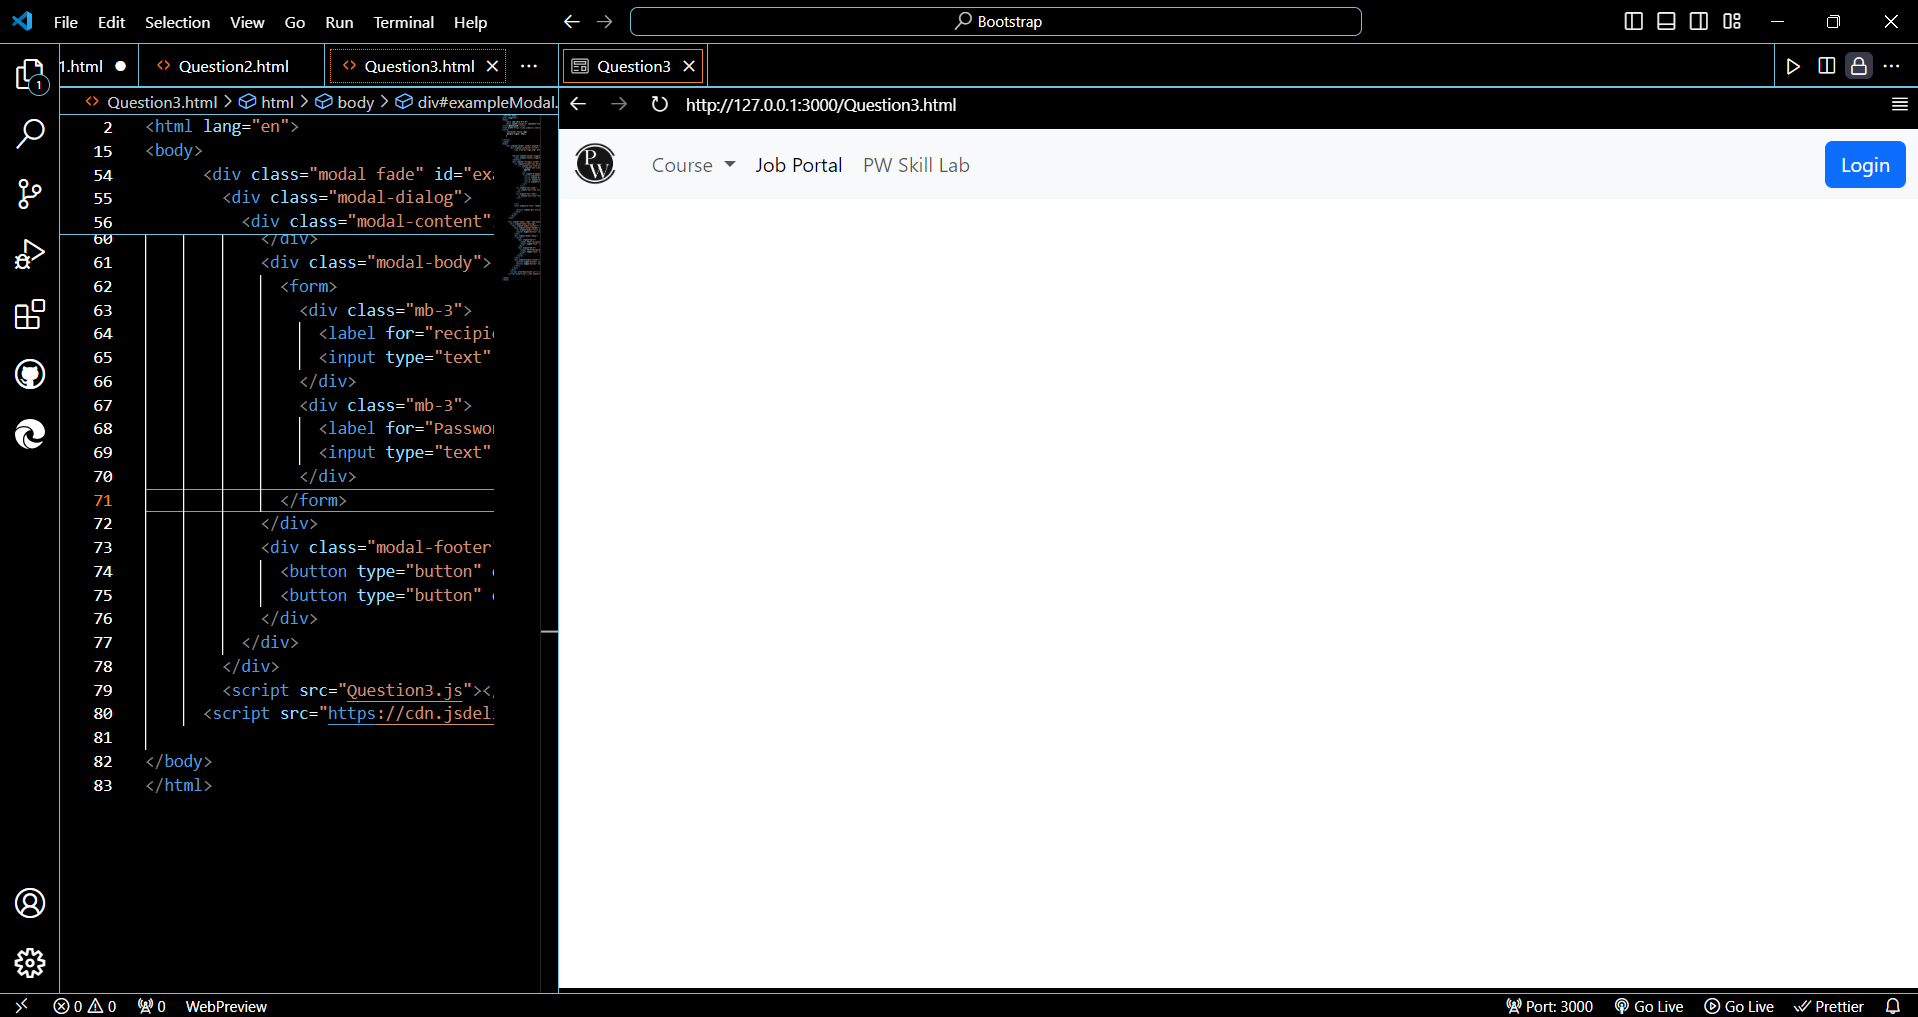 File Edit Selection View Go Run Terminal Help
Bootstrap
1.html
Question2.html
Question3.html
Question3
1
Question3.html > html > body > div#exampleModal.
http://127.0.0.1:3000/Question3.html
2 <html lang="en">
15 <body>
54 <div class="modal fade" id="exa
55 <div class="modal-dialog">
56 <div class="modal-content"
60 </div>
61 <div class="modal-body">
62 <form>
63 <div class="mb-3">
64 <label for="recipie
65 <input type="text"
66 </div>
67 <div class="mb-3">
68 <label for="Passwor
69 <input type="text"
70 </div>
71 </form>
72 </div>
73 <div class="modal-footer"
74 <button type="button" c
75 <button type="button" c
76 </div>
77 </div>
78 </div>
79 <script src="Question3.js"></
80 <script src="https://cdn.jsdeli
81
82 </body>
83 </html>
PW
Course
Job Portal
PW Skill Lab
Login
0 0 0 WebPreview
Port: 3000 Go Live Go Live Prettier